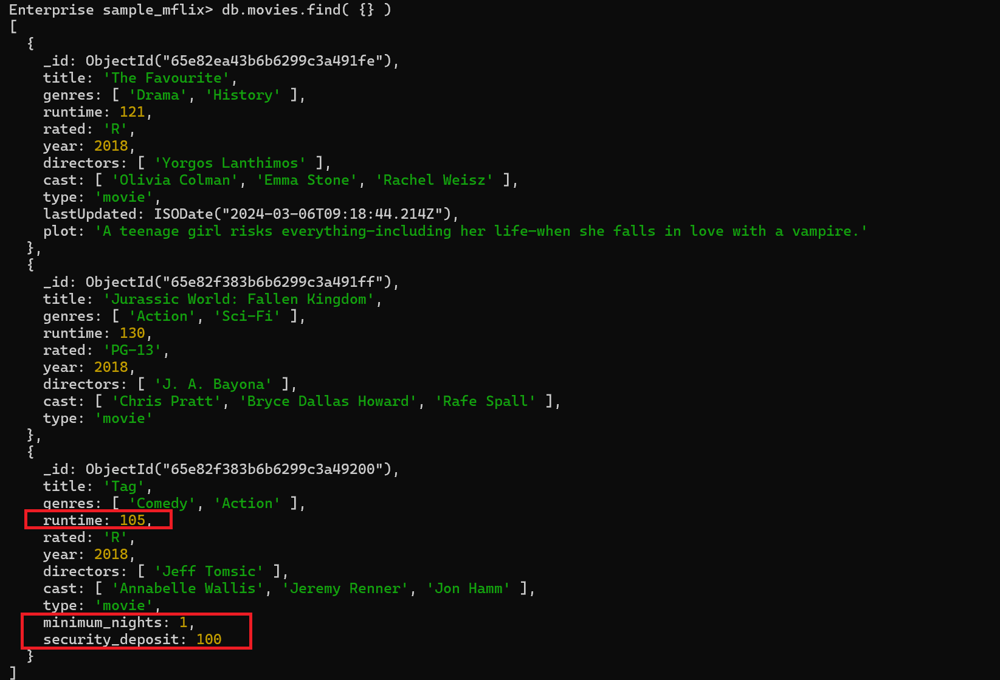 Enterprise sample_mflix> db.movies.find( {} )
[
  {
    _id: ObjectId("65e82ea43b6b6299c3a491fe"),
    title: 'The Favourite',
    genres: [ 'Drama', 'History' ],
    runtime: 121,
    rated: 'R',
    year: 2018,
    directors: [ 'Yorgos Lanthimos' ],
    cast: [ 'Olivia Colman', 'Emma Stone', 'Rachel Weisz' ],
    type: 'movie',
    lastUpdated: ISODate("2024-03-06T09:18:44.214Z"),
    plot: 'A teenage girl risks everything–including her life–when she falls in love with a vampire.'
  },
  {
    _id: ObjectId("65e82f383b6b6299c3a491ff"),
    title: 'Jurassic World: Fallen Kingdom',
    genres: [ 'Action', 'Sci-Fi' ],
    runtime: 130,
    rated: 'PG-13',
    year: 2018,
    directors: [ 'J. A. Bayona' ],
    cast: [ 'Chris Pratt', 'Bryce Dallas Howard', 'Rafe Spall' ],
    type: 'movie'
  },
  {
    _id: ObjectId("65e82f383b6b6299c3a49200"),
    title: 'Tag',
    genres: [ 'Comedy', 'Action' ],
    runtime: 105,
    rated: 'R',
    year: 2018,
    directors: [ 'Jeff Tomsic' ],
    cast: [ 'Annabelle Wallis', 'Jeremy Renner', 'Jon Hamm' ],
    type: 'movie',
    minimum_nights: 1,
    security_deposit: 100
  }
]